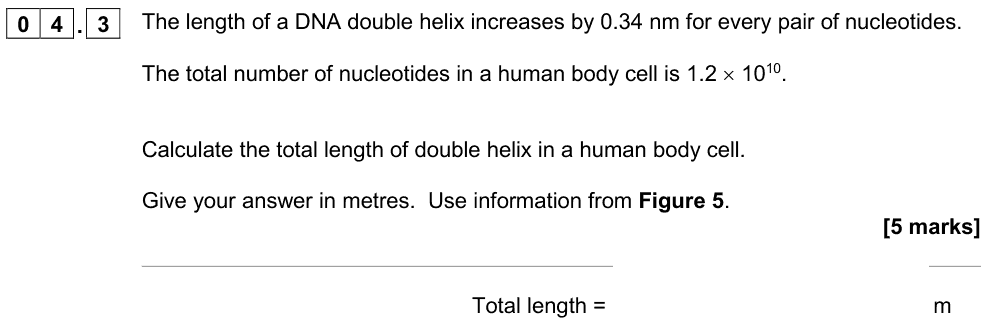 0 4 . 3 The length of a DNA double helix increases by 0.34 nm for every pair of nucleotides.
The total number of nucleotides in a human body cell is 1.2 × 10¹⁰.
Calculate the total length of double helix in a human body cell.
Give your answer in metres. Use information from Figure 5.
[5 marks]
Total length = m